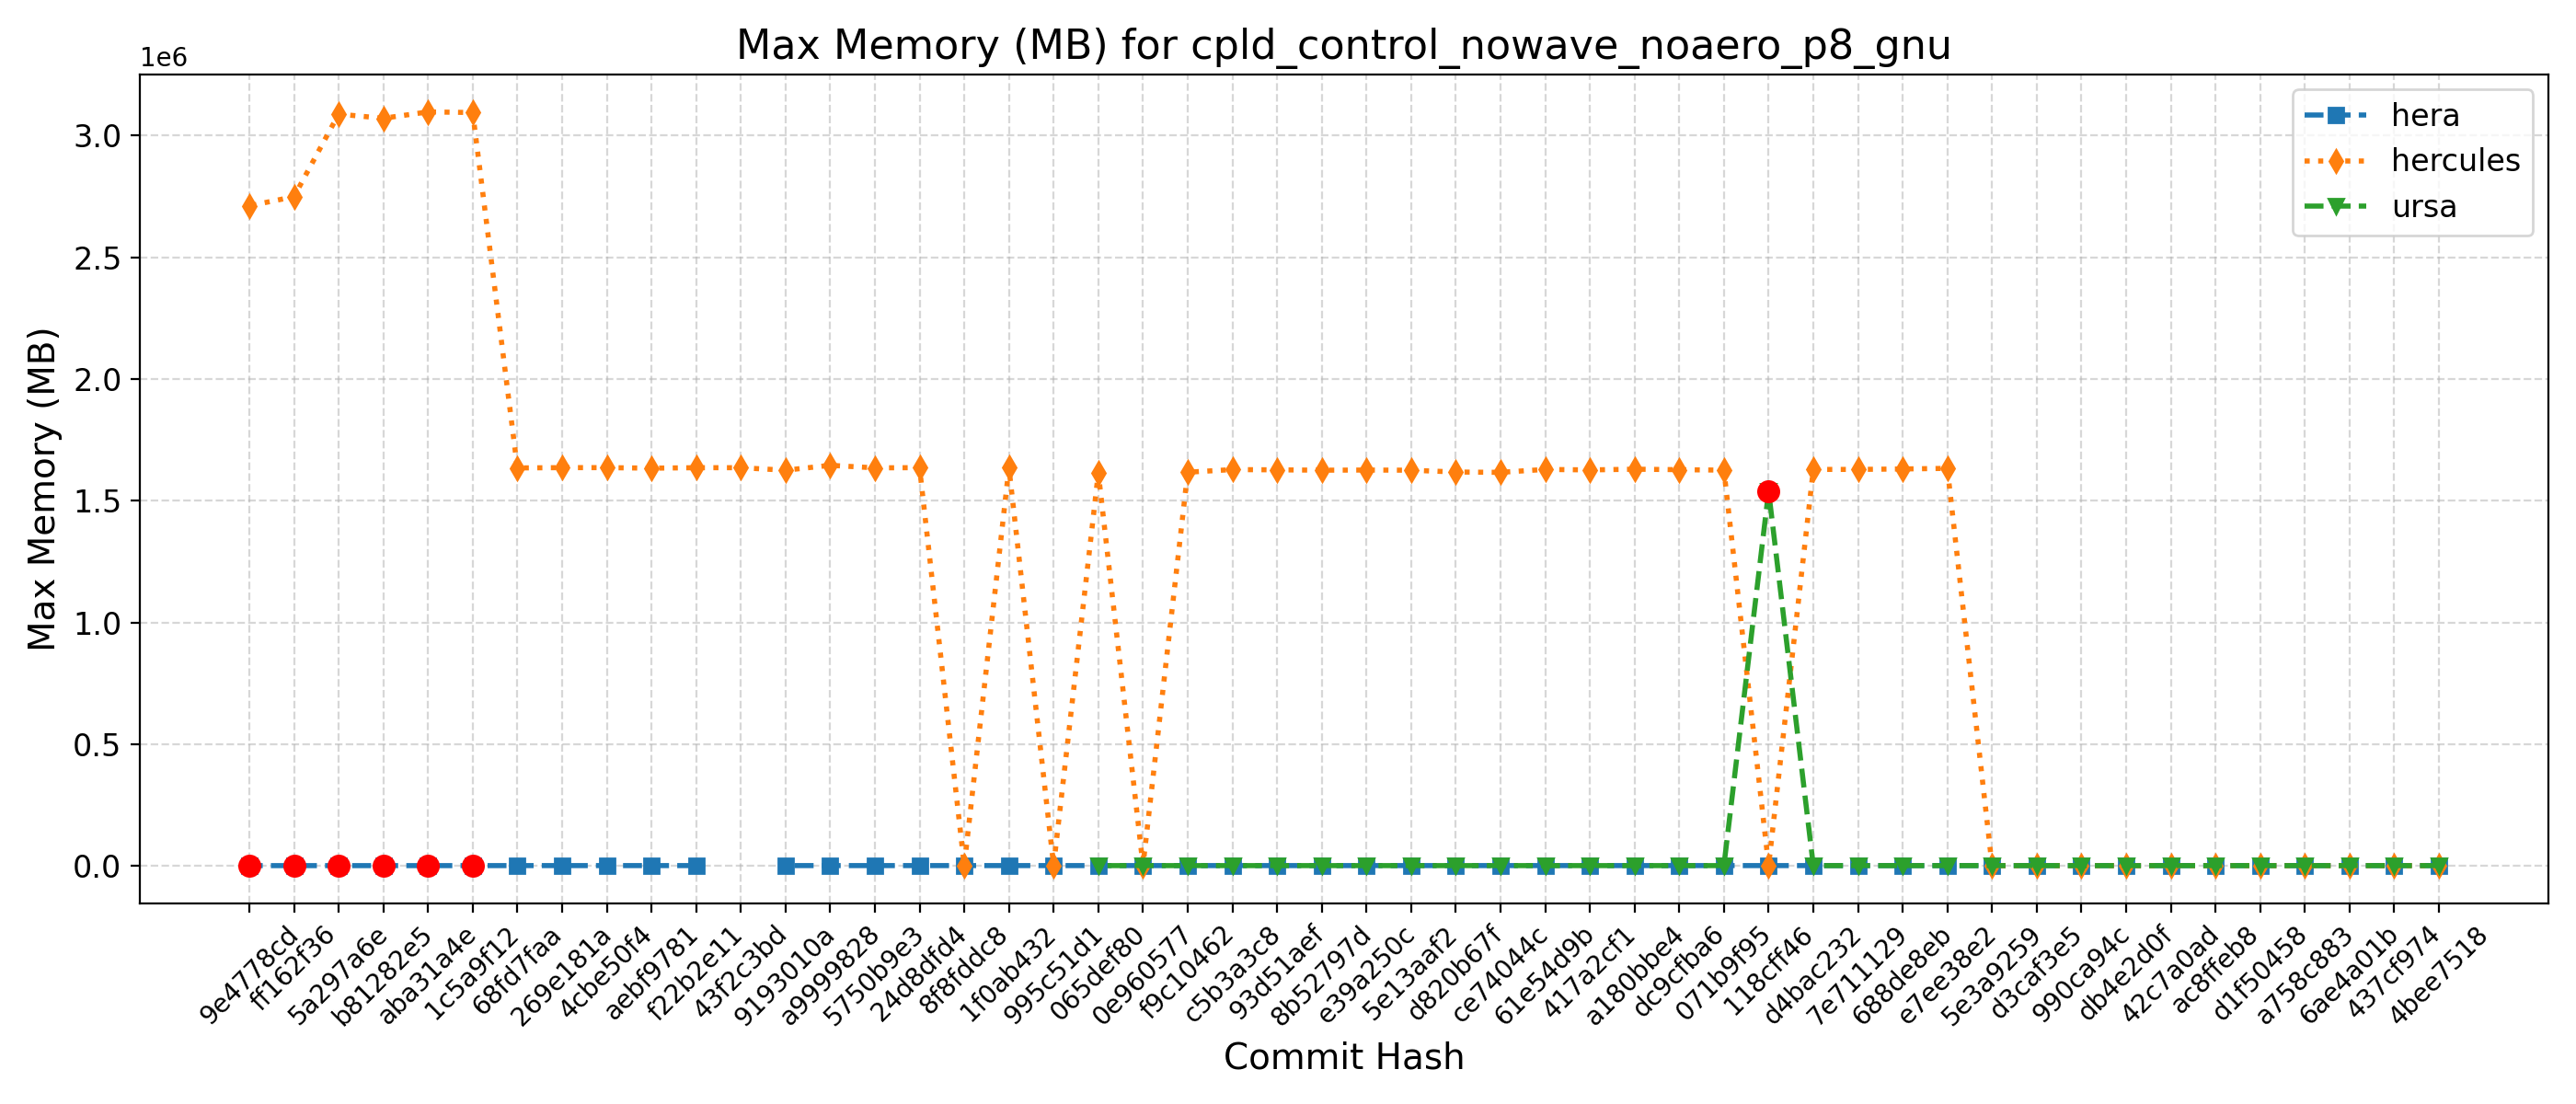 Max Memory (MB) for cpld_control_nowave_noaero_p8_gnu
1e6
3.0
2.5
2.0
1.5
1.0
0.5
0.0
Max Memory (MB)
hera
hercules
ursa
9e4778cd
ff162f36
5a297a6e
b81282e5
aba31a4e
1c5a9f12
68fd7faa
269e181a
4cbe50f4
aebf9781
f22b2e11
43f2c3bd
9193010a
a9999828
5750b9e3
24d8dfd4
8f8fddc8
1f0ab432
995c51d1
065def80
0e960577
f9c10462
c5b3a3c8
93d51aef
8b52797d
e39a250c
5e13aaf2
d820b67f
ce74044c
61e54d9b
417a2cf1
a180bbe4
dc9cfba6
071b9f95
118cff46
d4bac232
7e711129
688de8eb
e7ee38e2
5e3a9259
d3caf3e5
990ca94c
db4e2d0f
42c7a0ad
ac8ffeb8
d1f50458
a758c883
6ae4a01b
437cf974
4bee7518
Commit Hash